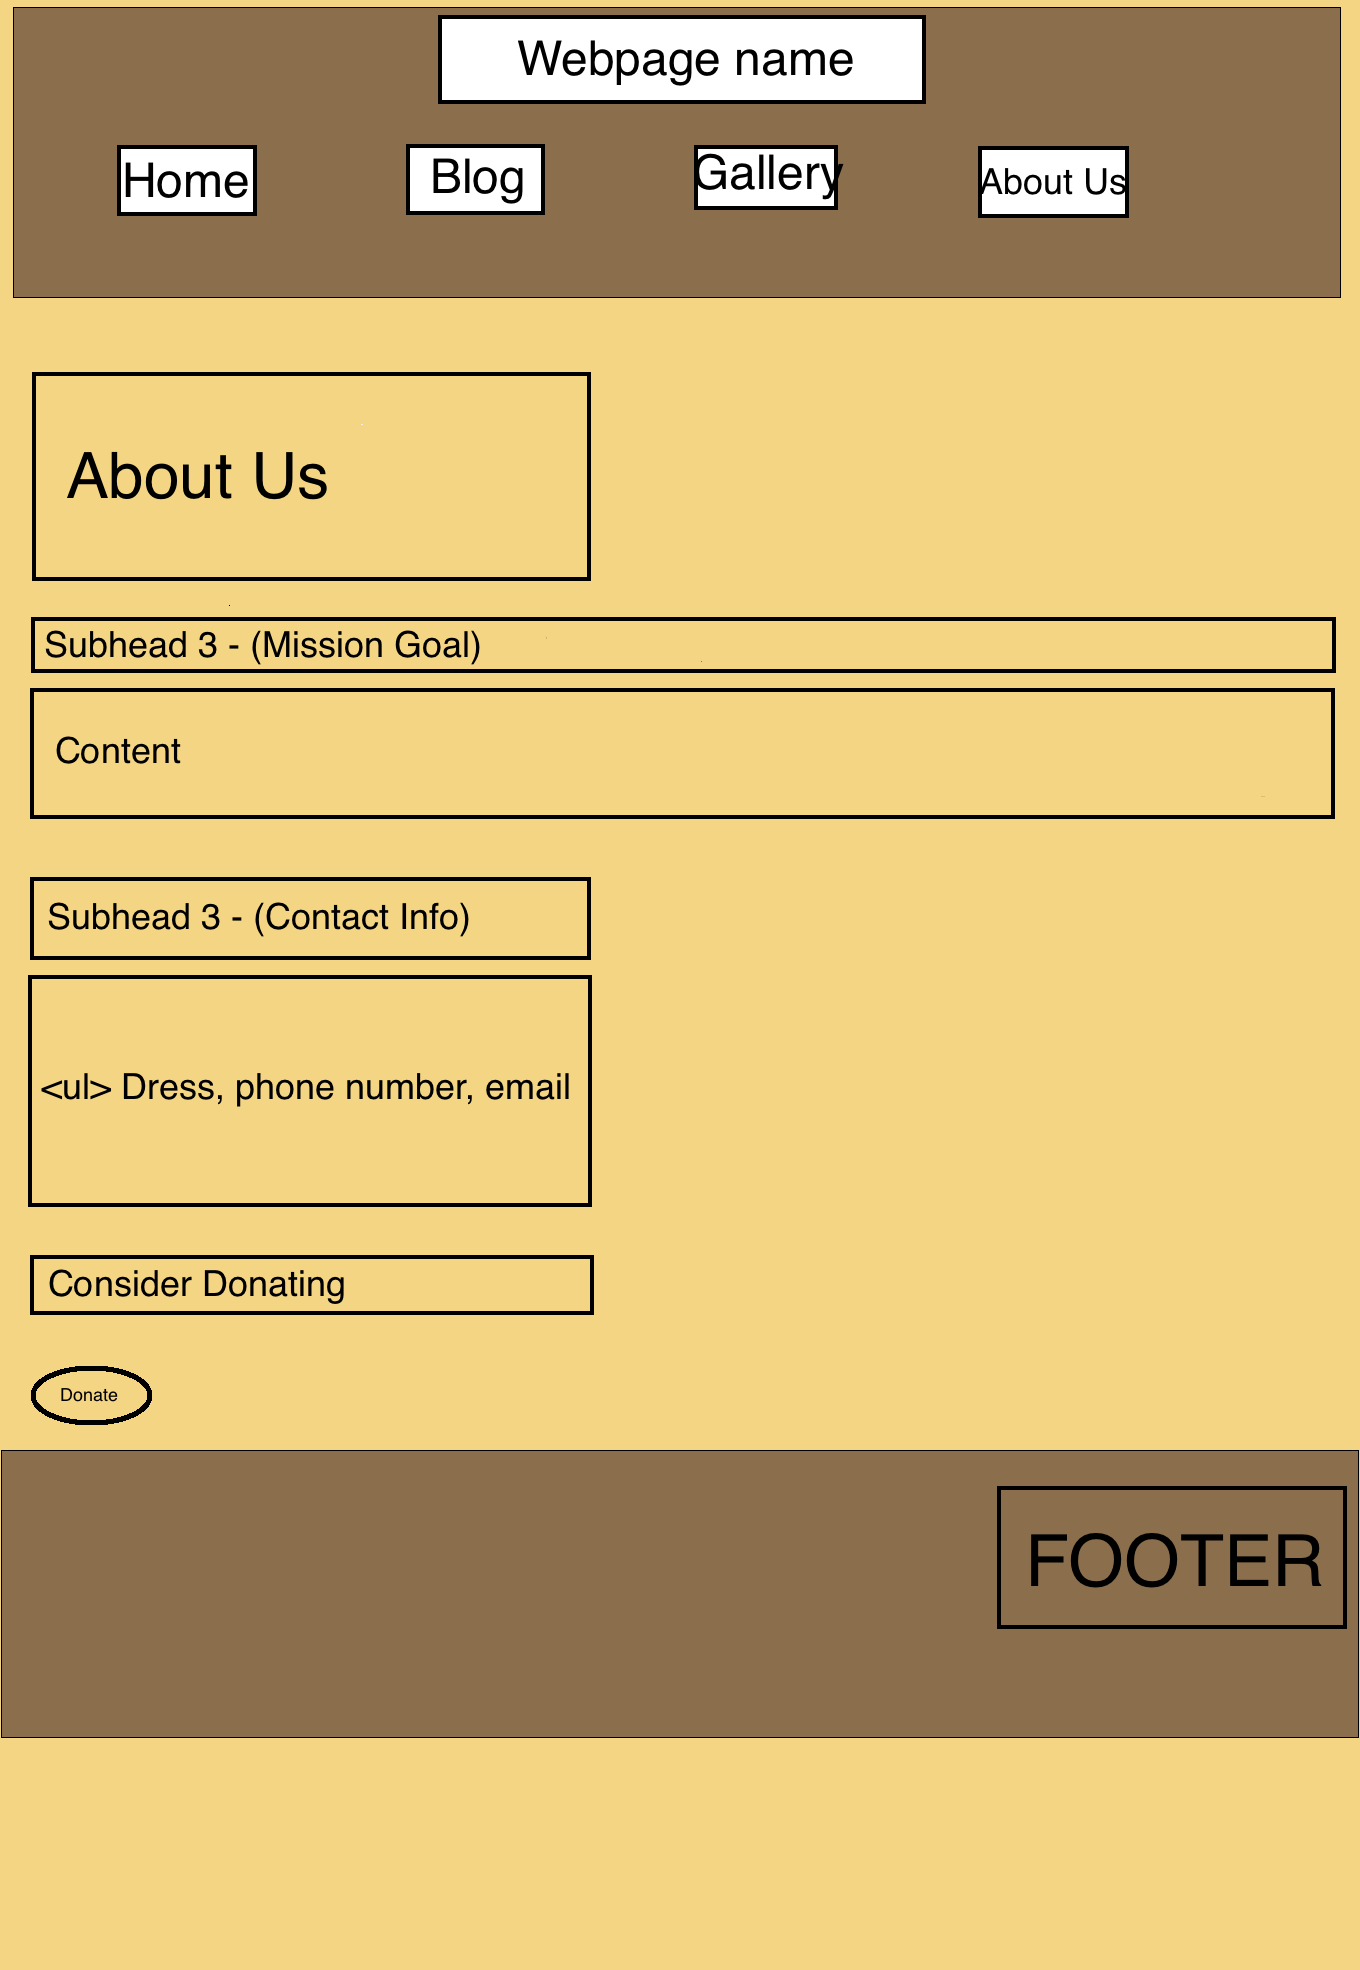 Webpage name
Home Blog Gallery About Us
About Us
Subhead 3 - (Mission Goal)
Content
Subhead 3 - (Contact Info)
<ul> Dress, phone number, email
Consider Donating
Donate
FOOTER